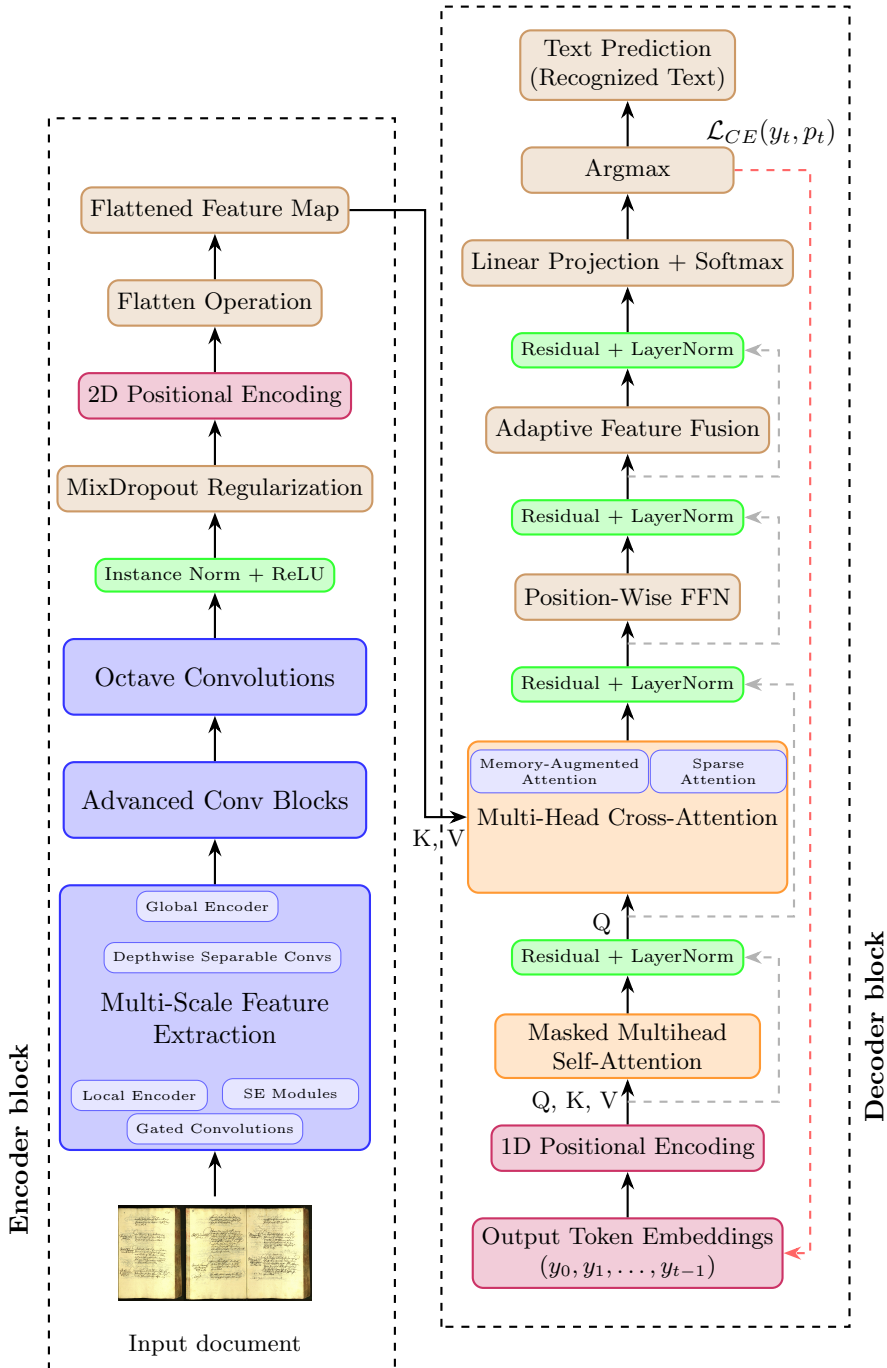 Text Prediction
(Recognized Text)
$\mathcal{L}_{CE}(y_t, p_t)$
Argmax
Linear Projection + Softmax
Residual + LayerNorm
Adaptive Feature Fusion
Residual + LayerNorm
Position-Wise FFN
Residual + LayerNorm
Memory-Augmented
Attention
Sparse
Attention
Multi-Head Cross-Attention
K, V
Q
Residual + LayerNorm
Masked Multihead
Self-Attention
Q, K, V
1D Positional Encoding
Output Token Embeddings
$(y_0, y_1, \ldots, y_{t-1})$
Decoder block
Flattened Feature Map
Flatten Operation
2D Positional Encoding
MixDropout Regularization
Instance Norm + ReLU
Octave Convolutions
Advanced Conv Blocks
Global Encoder
Depthwise Separable Convs
Multi-Scale Feature
Extraction
Local Encoder
SE Modules
Gated Convolutions
Input document
Encoder block